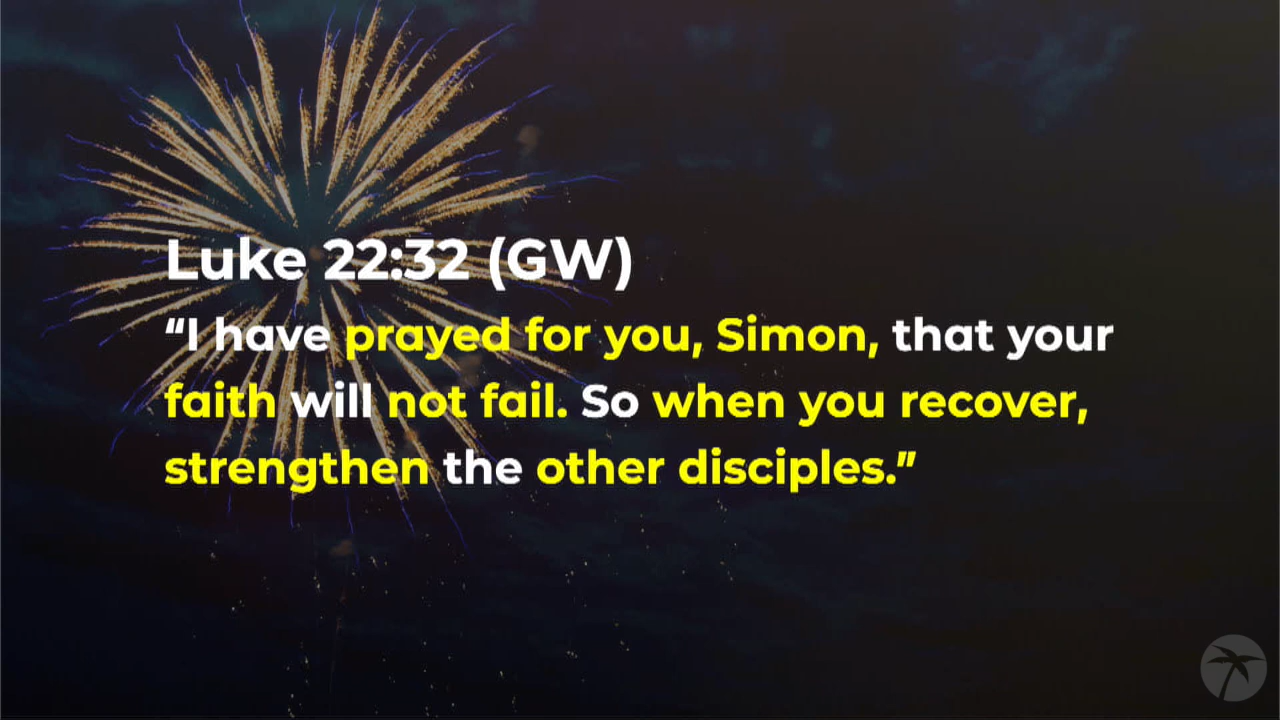 Luke 22:32 (GW)
“I have prayed for you, Simon, that your
faith will not fail. So when you recover,
strengthen the other disciples.”